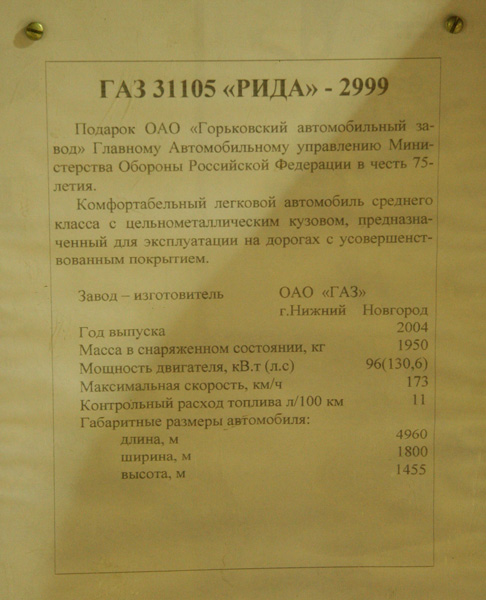 ГАЗ 31105 «РИДА» - 2999
Подарок ОАО «Горьковский автомобильный за-
вод» Главному Автомобильному управлению Мини-
стерства Обороны Российской Федерации в честь 75-
летия.
Комфортабельный легковой автомобиль среднего
класса с цельнометаллическим кузовом, предназна-
ченный для эксплуатации на дорогах с усовершенст-
вованным покрытием.
Завод – изготовитель ОАО «ГАЗ»
г.Нижний Новгород
Год выпуска 2004
Масса в снаряженном состоянии, кг 1950
Мощность двигателя, кВ.т (л.с) 96(130,6)
Максимальная скорость, км/ч 173
Контрольный расход топлива л/100 км 11
Габаритные размеры автомобиля:
длина, м 4960
ширина, м 1800
высота, м 1455